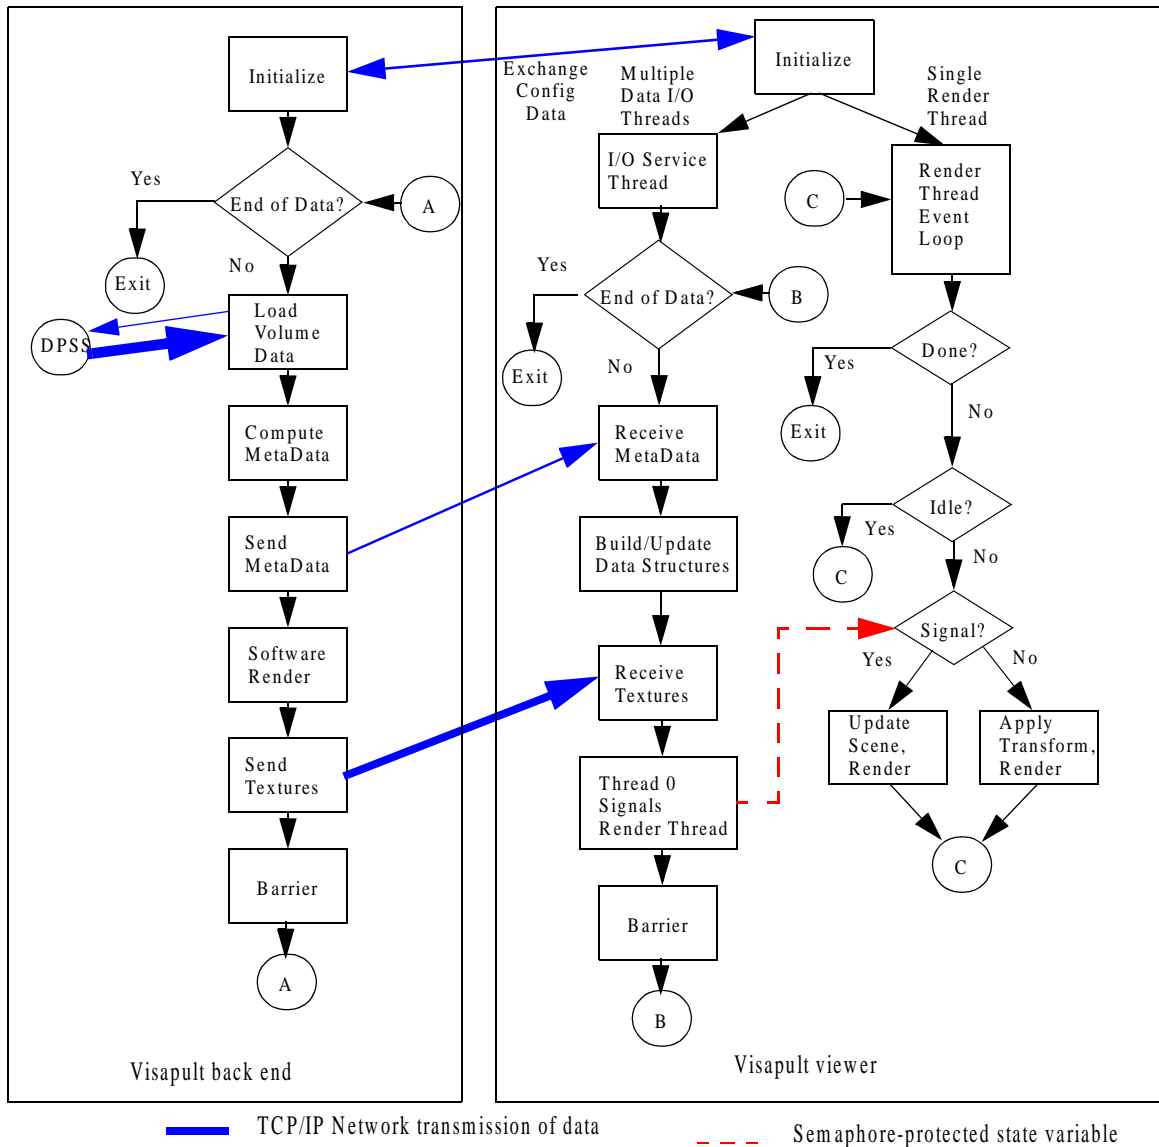 Initialize
Yes
End of Data?
A
No
Exit
DPSS
Load
Volume
Data
Compute
MetaData
Send
MetaData
Software
Render
Send
Textures
Barrier
A
Visapult back end
Exchange
Config
Data
Multiple
Data I/O
Threads
Initialize
Single
Render
Thread
I/O Service
Thread
Yes
End of Data?
B
Exit
No
Receive
MetaData
Build/Update
Data Structures
Receive
Textures
Thread 0
Signals
Render Thread
Barrier
B
C
Render
Thread
Event
Loop
Done?
Yes
Exit
No
Idle?
Yes
C
No
Signal?
Yes
No
Update
Scene,
Render
Apply
Transform,
Render
C
Visapult viewer
TCP/IP Network transmission of data
Semaphore-protected state variable